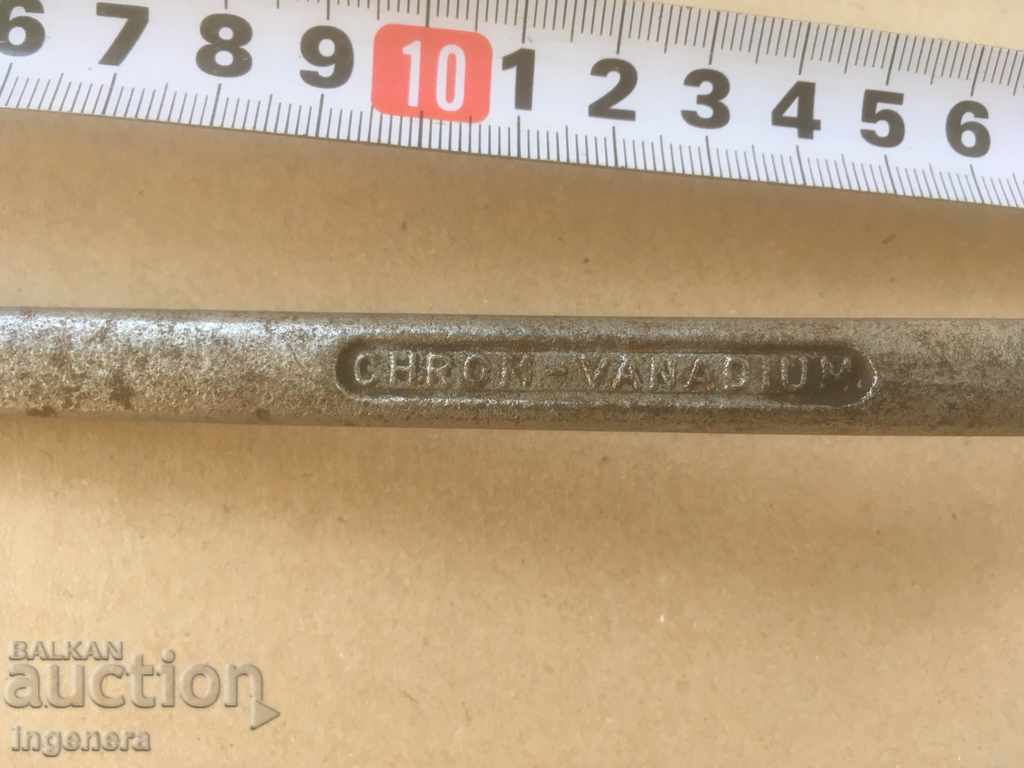 6 7 8 9 10 1 2 3 4 5 6
CHROM-VANADIUM
BALKAN
auction
ingenera